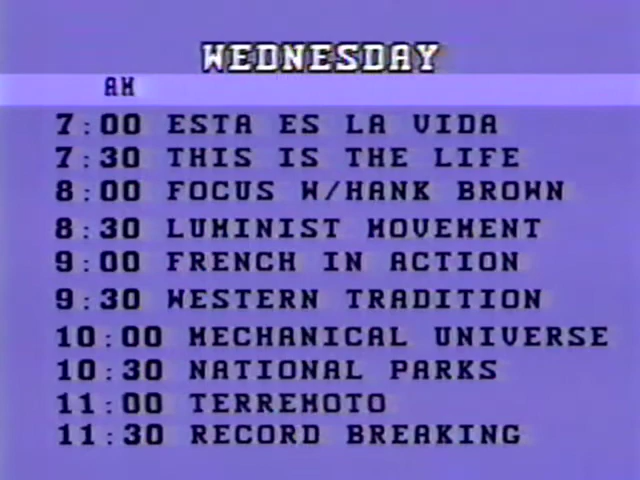 WEDNESDAY
AM
7:00 ESTA ES LA VIDA
7:30 THIS IS THE LIFE
8:00 FOCUS W/HANK BROWN
8:30 LUMINIST MOVEMENT
9:00 FRENCH IN ACTION
9:30 WESTERN TRADITION
10:00 MECHANICAL UNIVERSE
10:30 NATIONAL PARKS
11:00 TERREMOTO
11:30 RECORD BREAKING